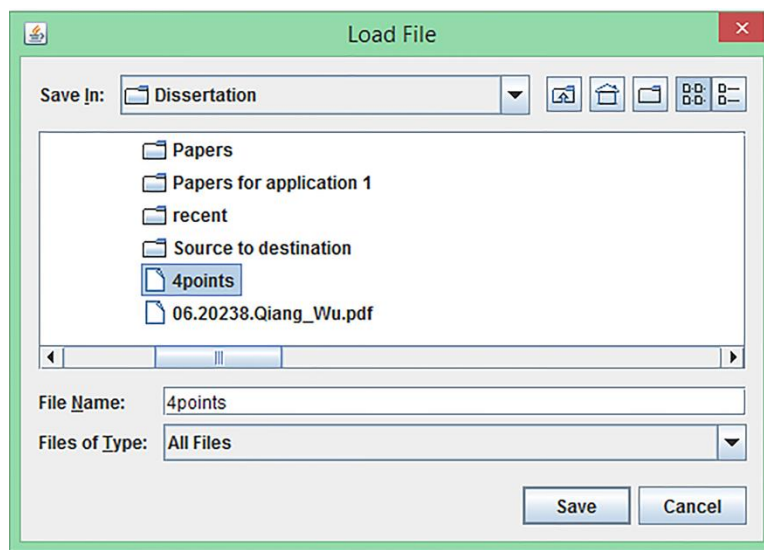 Load File
Save In: Dissertation
Papers
Papers for application 1
recent
Source to destination
4points
06.20238.Qiang_Wu.pdf
File Name: 4points
Files of Type: All Files
Save Cancel